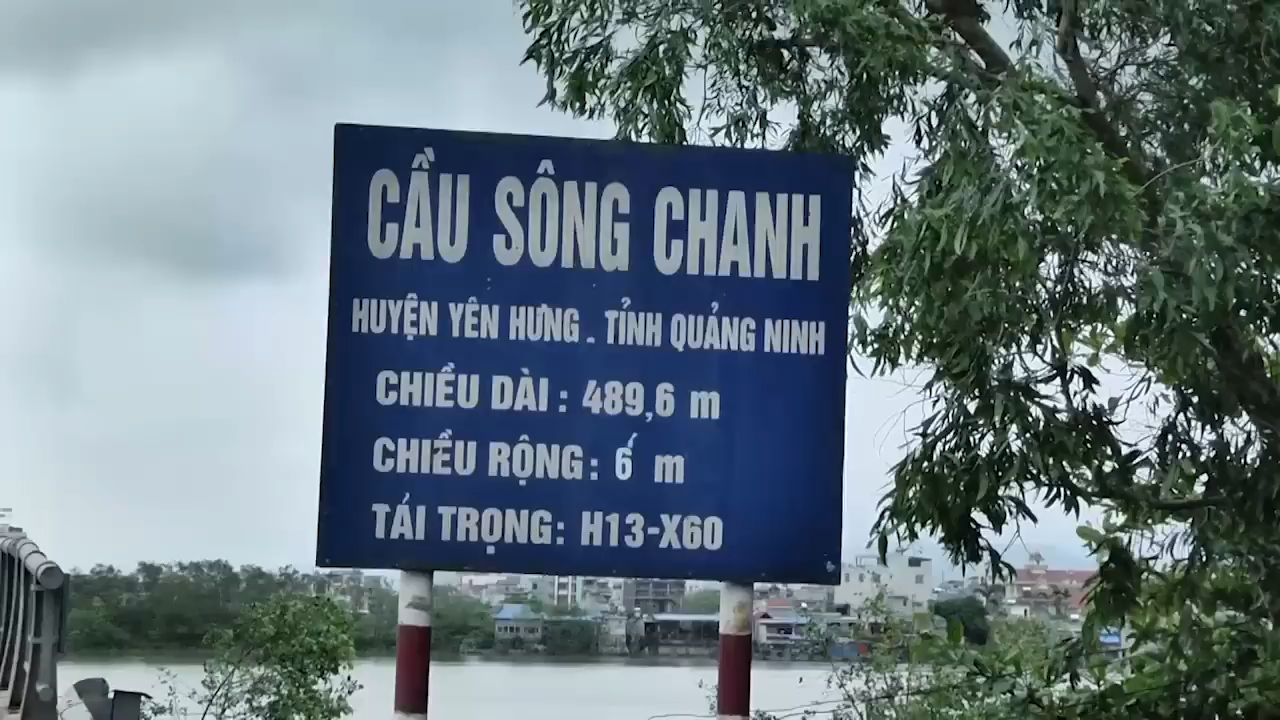 CẦU SÔNG CHANH
HUYỆN YÊN HƯNG . TỈNH QUẢNG NINH
CHIỀU DÀI : 489,6 m
CHIỀU RỘNG : 6 m
TẢI TRỌNG: H13-X60